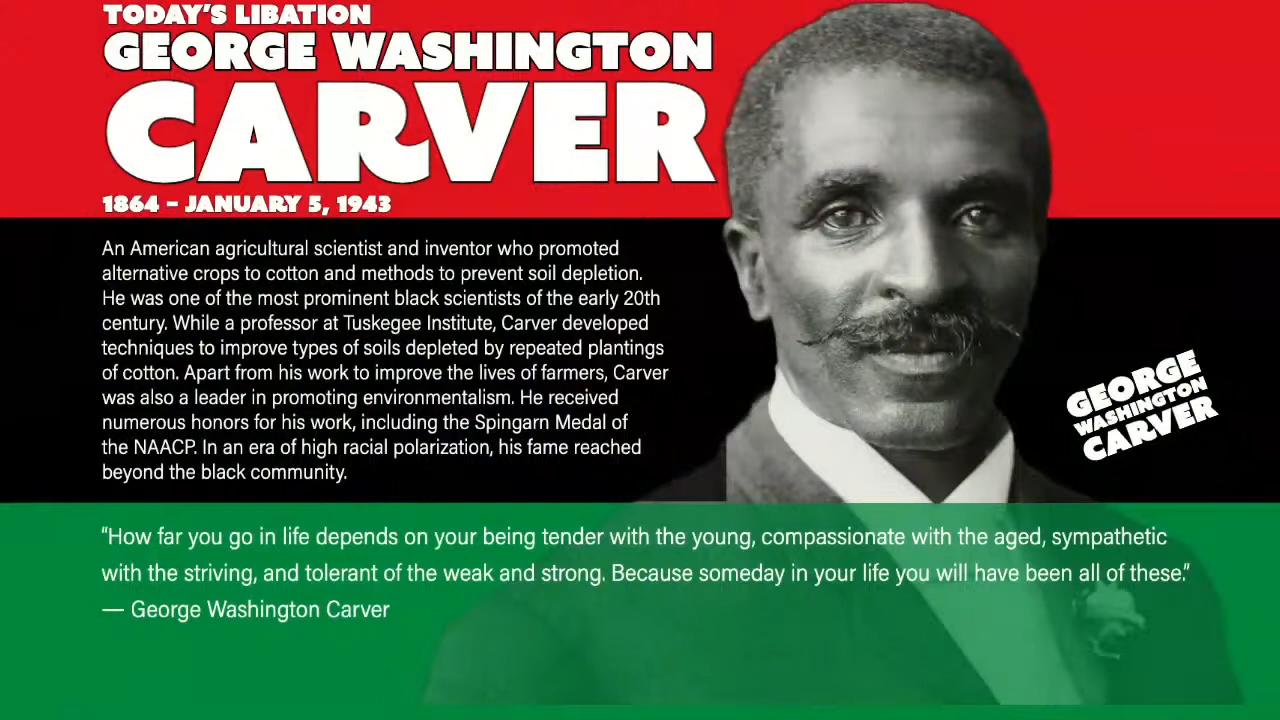 TODAY'S LIBATION
GEORGE WASHINGTON
CARVER
1864 – JANUARY 5, 1943
An American agricultural scientist and inventor who promoted
alternative crops to cotton and methods to prevent soil depletion.
He was one of the most prominent black scientists of the early 20th
century. While a professor at Tuskegee Institute, Carver developed
techniques to improve types of soils depleted by repeated plantings
of cotton. Apart from his work to improve the lives of farmers, Carver
was also a leader in promoting environmentalism. He received
numerous honors for his work, including the Spingarn Medal of
the NAACP. In an era of high racial polarization, his fame reached
beyond the black community.
GEORGE
WASHINGTON
CARVER
“How far you go in life depends on your being tender with the young, compassionate with the aged, sympathetic
with the striving, and tolerant of the weak and strong. Because someday in your life you will have been all of these.”
— George Washington Carver